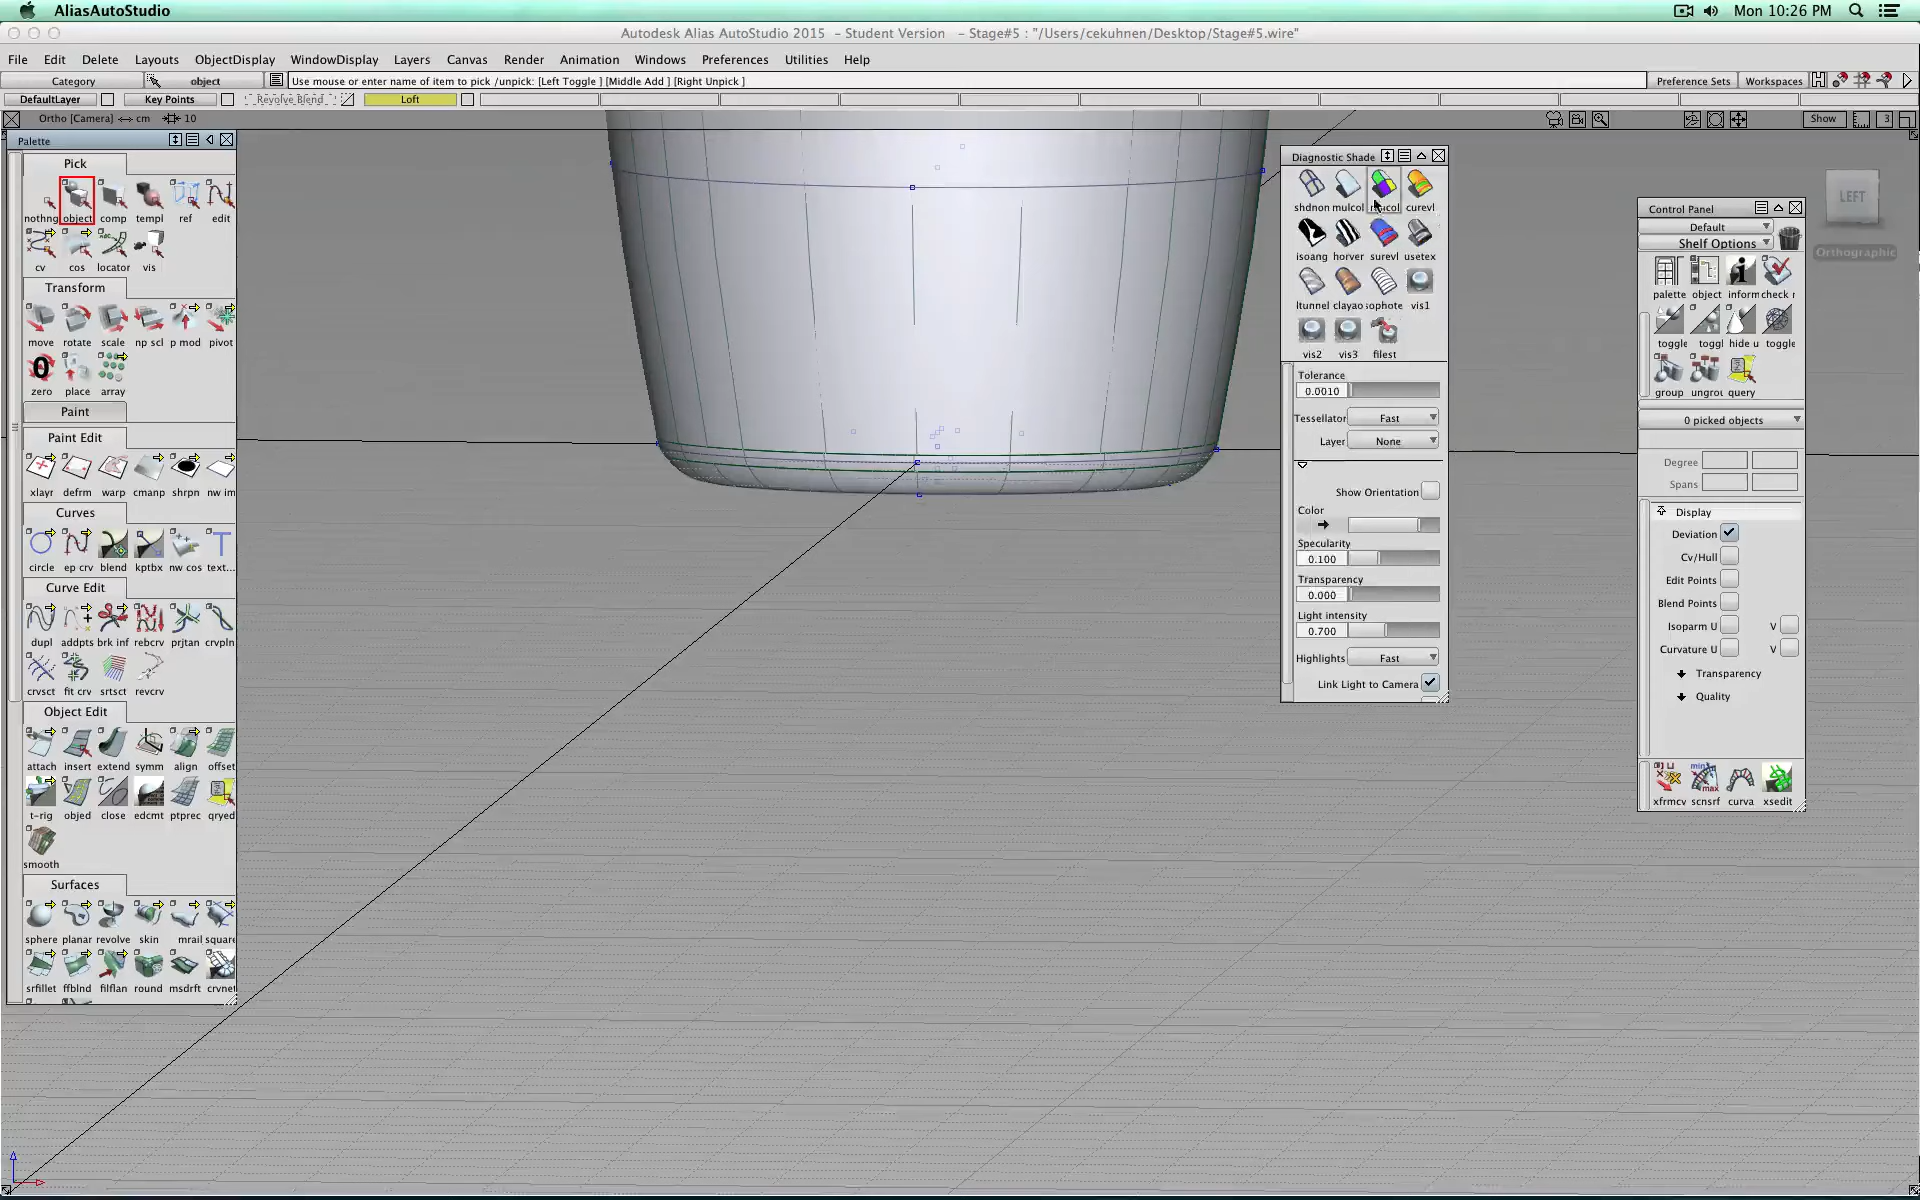 AliasAutoStudio
Mon 10:26 PM
Autodesk Alias AutoStudio 2015 - Student Version - Stage#5 : "/Users/cekuhnen/Desktop/Stage#5.wire"
File Edit Delete Layouts ObjectDisplay WindowDisplay Layers Canvas Render Animation Windows Preferences Utilities Help
Category object Use mouse or enter name of item to pick /unpick: [Left Toggle ] [Middle Add ] [Right Unpick ] Preference Sets Workspaces
DefaultLayer Key Points Revolve Blend Loft
Ortho [Camera] cm 10 Show 3
Palette
Pick
nothng object comp templ ref edit
cv cos locator vis
Transform
move rotate scale np scl p mod pivot
zero place array
Paint
Paint Edit
xlayr defrm warp cmanp shrpn nw im
Curves
circle ep crv blend kptbx nw cos text...
Curve Edit
dupl addpts brk inf rebcrv prjtan crvpln
crvsct fit crv srtsct revcrv
Object Edit
attach insert extend symm align offset
t-rig objed close edcmt ptprec qryed
smooth
Surfaces
sphere planar revolve skin mrail square
srfillet ffblnd filflan round msdrft crvnet
Diagnostic Shade
shdnon mulcol curevl
isoang horver surevl usetex
ltunnel clayao isophote vis1
vis2 vis3 filest
Tolerance
0.0010
Tessellator Fast
Layer None
Show Orientation
Color
Specularity
0.100
Transparency
0.000
Light intensity
0.700
Highlights Fast
Link Light to Camera
LEFT
Orthographic
Control Panel
Default
Shelf Options
palette object inform check r
toggle toggl hide u toggle
group ungrou query
0 picked objects
Degree
Spans
Display
Deviation
Cv/Hull
Edit Points
Blend Points
Isoparm U V
Curvature U V
Transparency
Quality
xfrmcv scnsrf curva xsedit